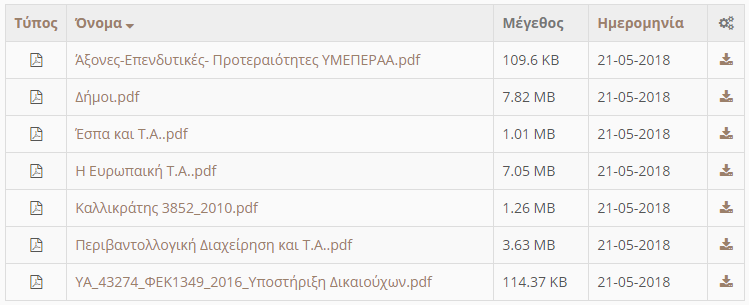 Τύπος Όνομα Μέγεθος Ημερομηνία
Άξονες-Επενδυτικές- Προτεραιότητες ΥΜΕΠΕΡΑΑ.pdf 109.6 KB 21-05-2018
Δήμοι.pdf 7.82 MB 21-05-2018
Έσπα και Τ.Α..pdf 1.01 MB 21-05-2018
Η Ευρωπαική Τ.Α..pdf 7.05 MB 21-05-2018
Καλλικράτης 3852_2010.pdf 1.26 MB 21-05-2018
Περιβαντολλογική Διαχείρηση και Τ.Α..pdf 3.63 MB 21-05-2018
ΥΑ_43274_ΦΕΚ1349_2016_Υποστήριξη Δικαιούχων.pdf 114.37 KB 21-05-2018